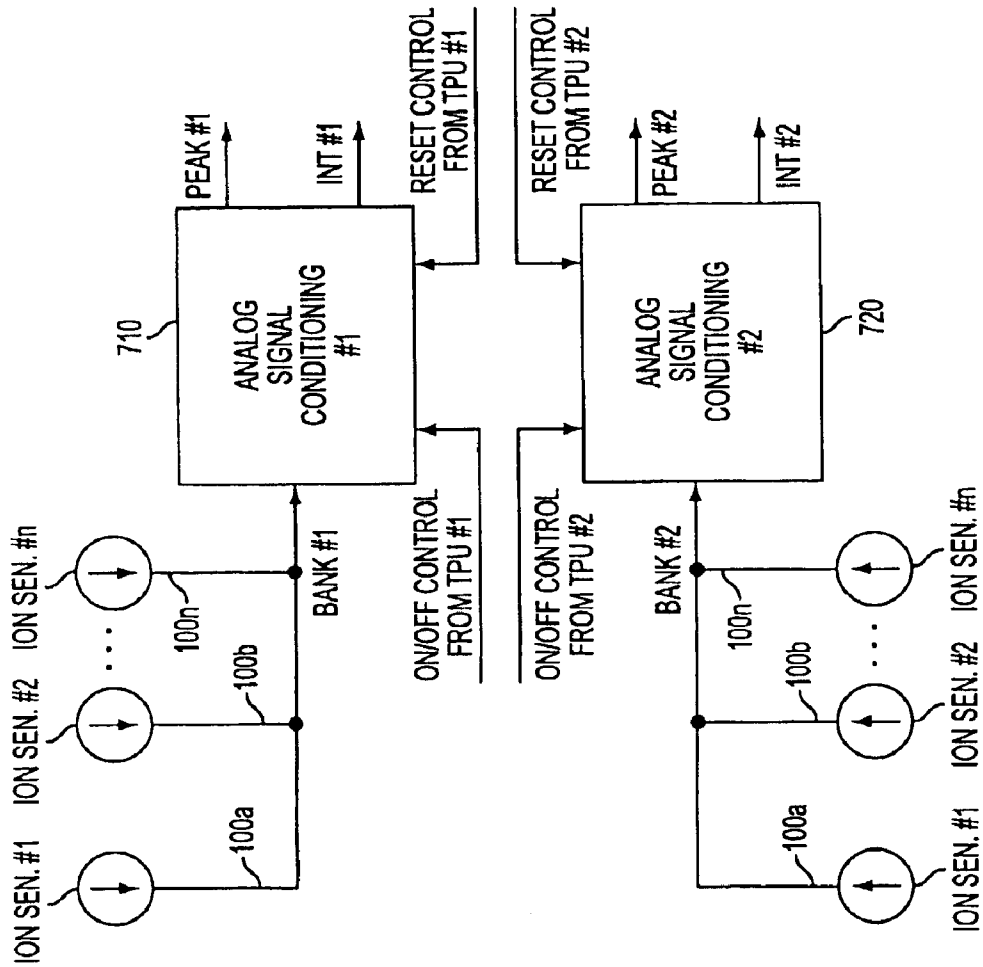 ION SEN. #1
ION SEN. #2
ION SEN. #n
. . . .
100a
100b
100n
BANK #1
710
ANALOG
SIGNAL
CONDITIONING
#1
PEAK #1
INT #1
ON/OFF CONTROL
FROM TPU #1
RESET CONTROL
FROM TPU #1
ON/OFF CONTROL
FROM TPU #2
RESET CONTROL
FROM TPU #2
BANK #2
ANALOG
SIGNAL
CONDITIONING
#2
720
PEAK #2
INT #2
100a
100b
100n
. . . .
ION SEN. #1
ION SEN. #2
ION SEN. #n